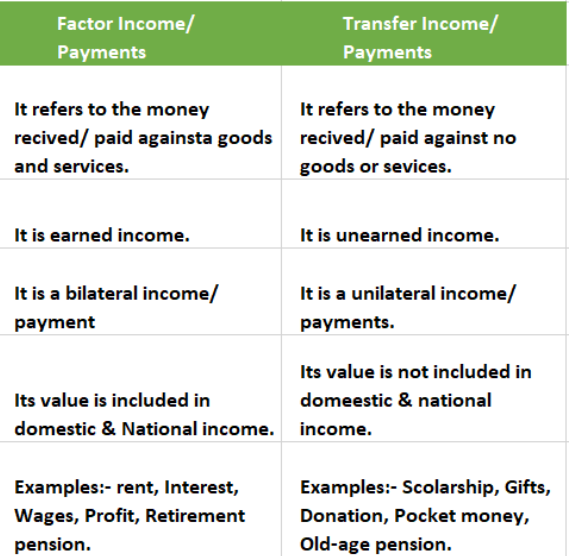 Factor Income/
Payments
Transfer Income/
Payments
It refers to the money
recived/ paid againsta goods
and services.
It refers to the money
recived/ paid against no
goods or sevices.
It is earned income.
It is unearned income.
It is a bilateral income/
payment
It is a unilateral income/
payments.
Its value is included in
domestic & National income.
Its value is not included in
domeestic & national
income.
Examples:- rent, Interest,
Wages, Profit, Retirement
pension.
Examples:- Scolarship, Gifts,
Donation, Pocket money,
Old-age pension.